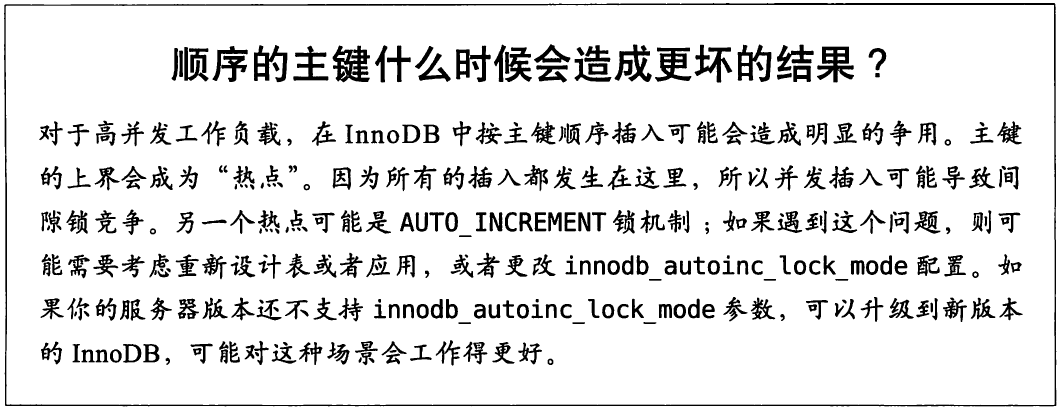 顺序的主键什么时候会造成更坏的结果？
对于高并发工作负载，在 InnoDB 中按主键顺序插入可能会造成明显的争用。主键
的上界会成为“热点”。因为所有的插入都发生在这里，所以并发插入可能导致间
隙锁竞争。另一个热点可能是 AUTO_INCREMENT 锁机制；如果遇到这个问题，则可
能需要考虑重新设计表或者应用，或者更改 innodb_autoinc_lock_mode 配置。如
果你的服务器版本还不支持 innodb_autoinc_lock_mode 参数，可以升级到新版本
的 InnoDB，可能对这种场景会工作得更好。